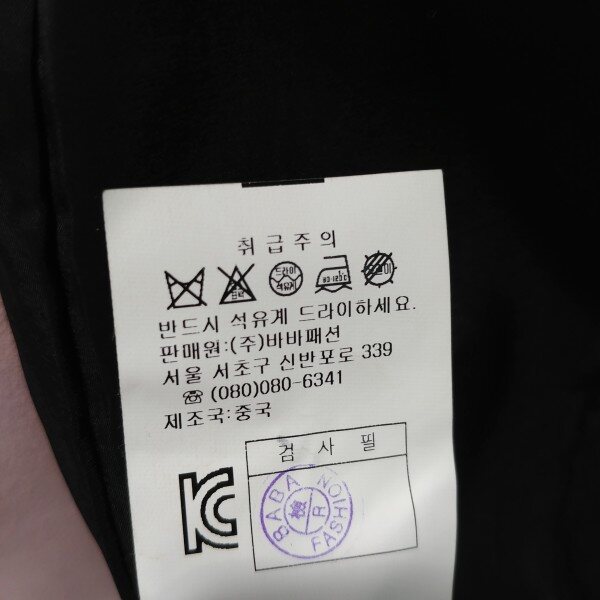 취급주의
드라이
석유계
80-120℃
반드시 석유계 드라이하세요.
판매원:(주)바바패션
서울 서초구 신반포로 339
☏ (080)080-6341
제조국:중국
검 사 필
KC
BABA
FASHION
檢
R